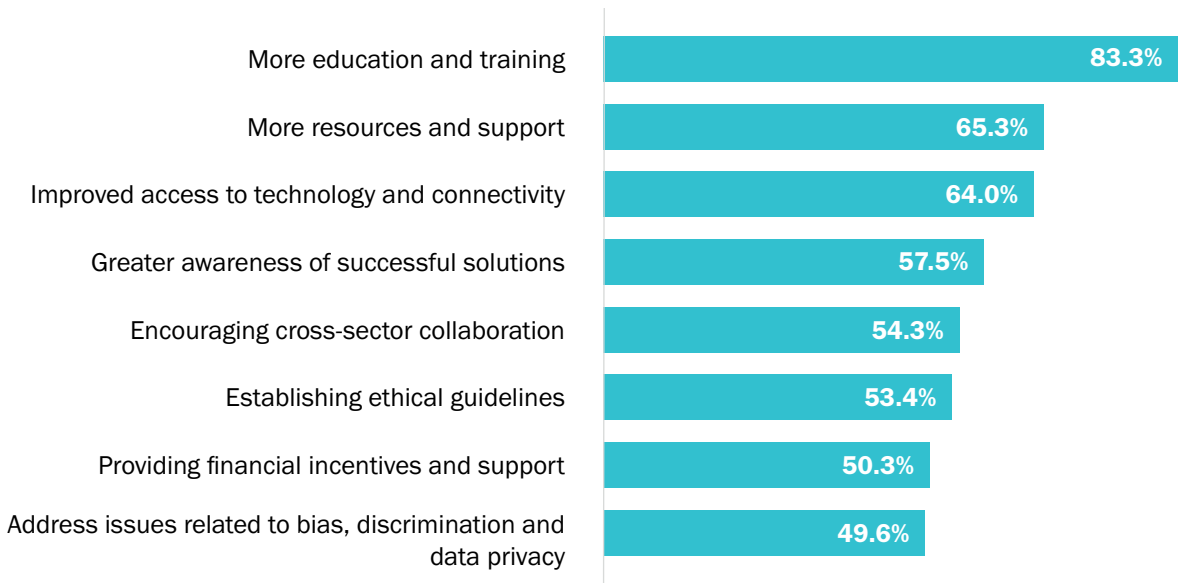 More education and training 83.3%
More resources and support 65.3%
Improved access to technology and connectivity 64.0%
Greater awareness of successful solutions 57.5%
Encouraging cross-sector collaboration 54.3%
Establishing ethical guidelines 53.4%
Providing financial incentives and support 50.3%
Address issues related to bias, discrimination and
data privacy 49.6%